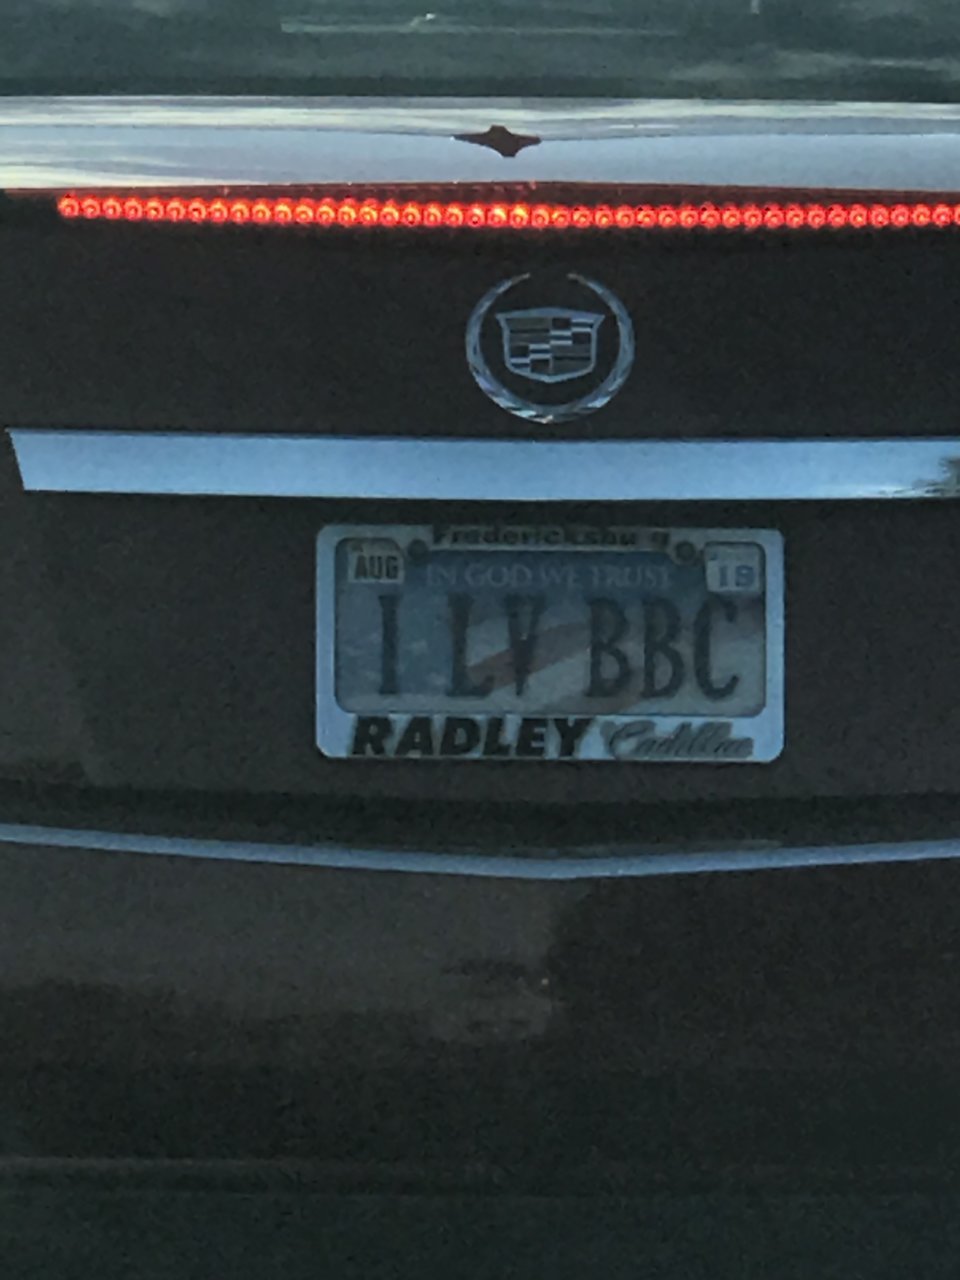 Fredericksburg
AUG IN GOD WE TRUST 19
I LV BBC
RADLEY Cadillac